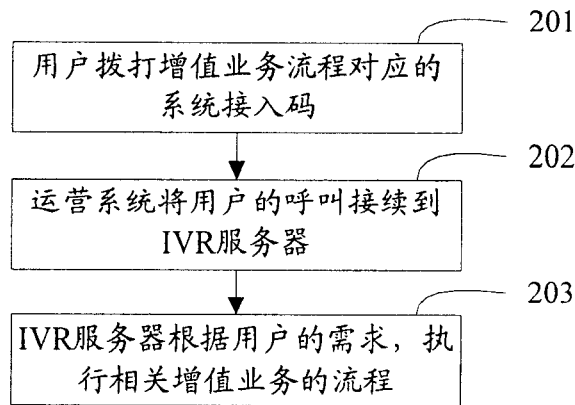 201
用户拨打增值业务流程对应的
系统接入码
202
运营系统将用户的呼叫接续到
IVR服务器
203
IVR服务器根据用户的需求，执
行相关增值业务的流程